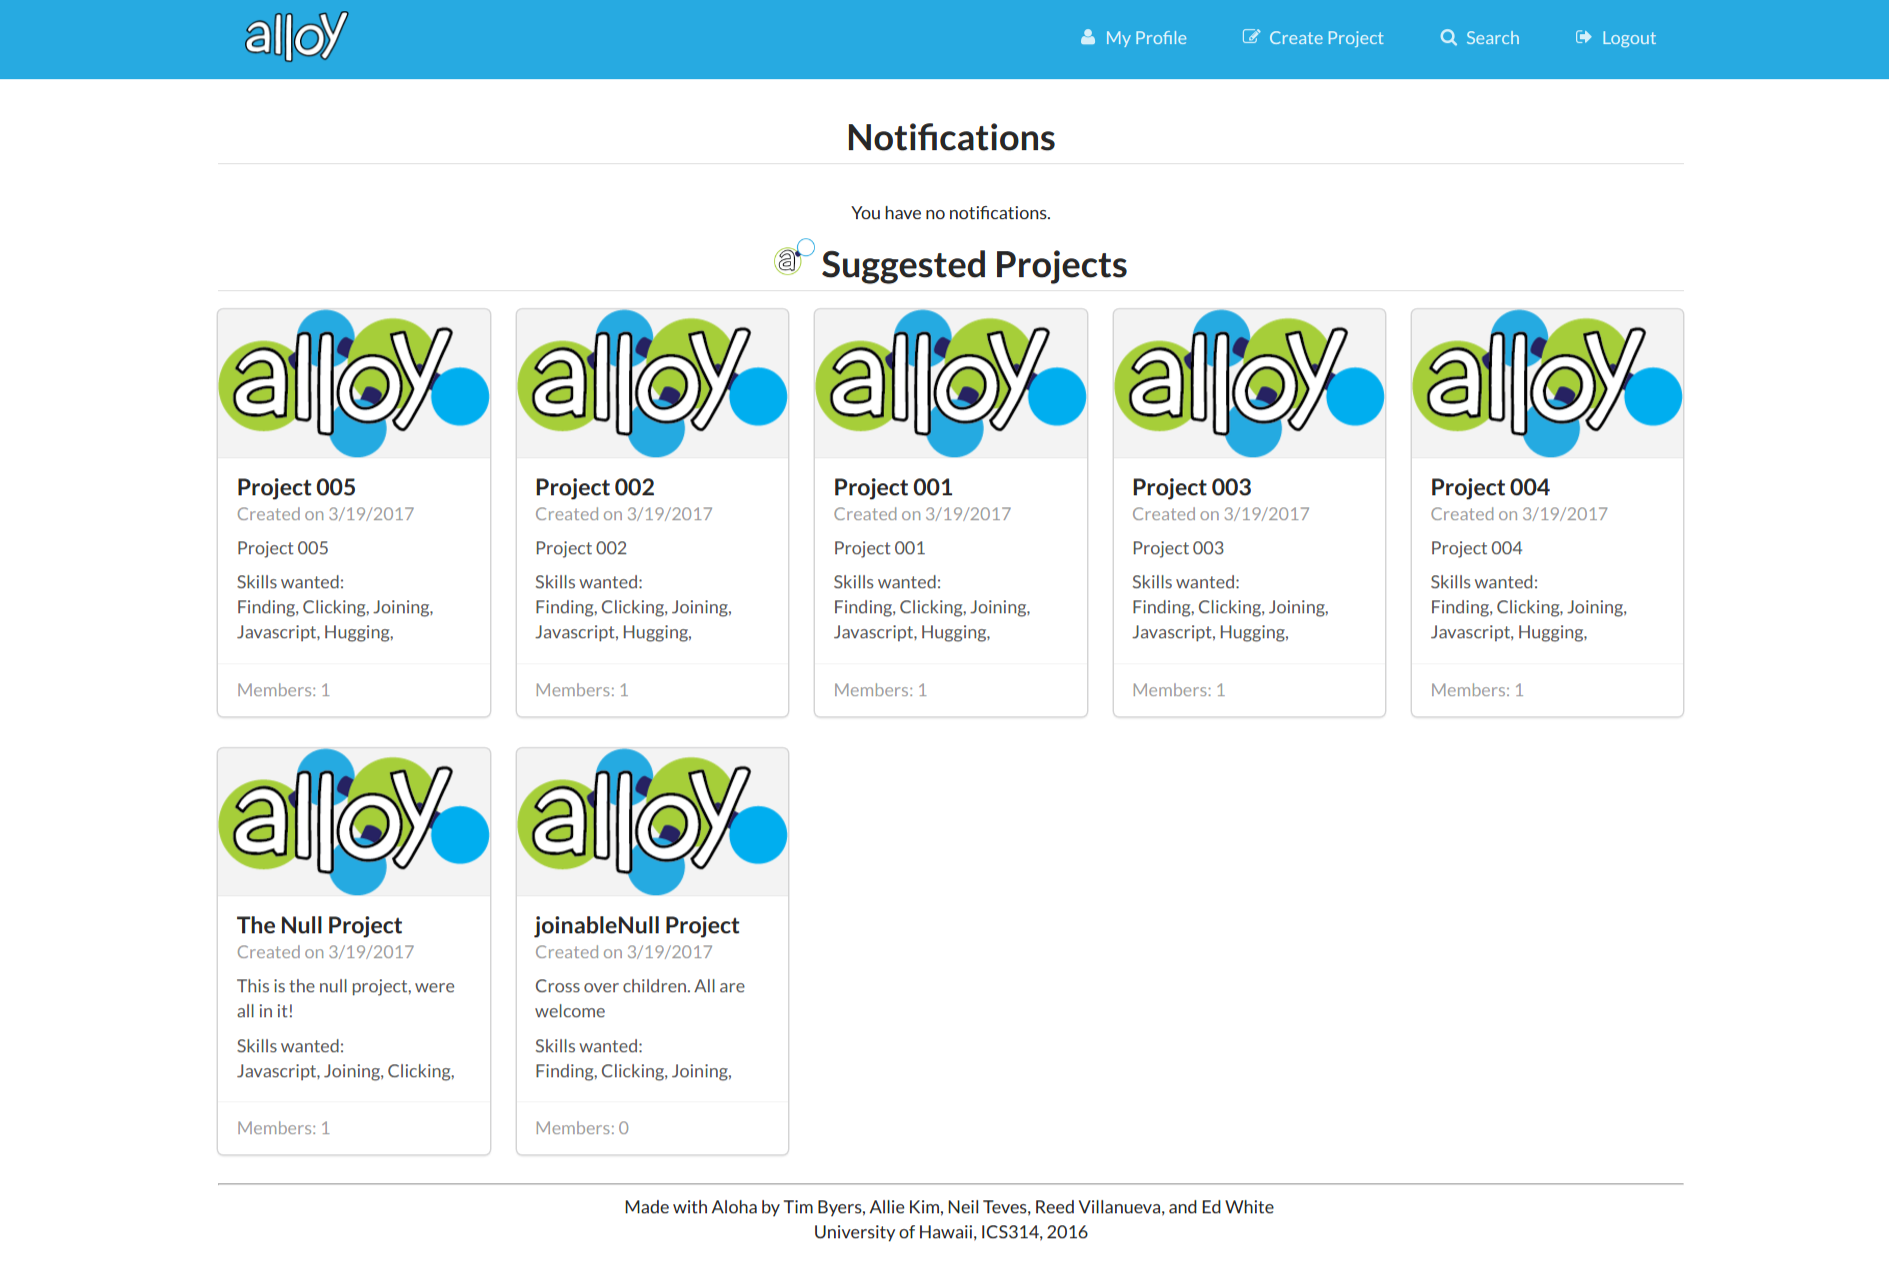 alloy
My Profile
Create Project
Search
Logout
Notifications
You have no notifications.
a
Suggested Projects
alloy
Project 005
Created on 3/19/2017
Project 005
Skills wanted:
Finding, Clicking, Joining,
Javascript, Hugging,
Members: 1
alloy
Project 002
Created on 3/19/2017
Project 002
Skills wanted:
Finding, Clicking, Joining,
Javascript, Hugging,
Members: 1
alloy
Project 001
Created on 3/19/2017
Project 001
Skills wanted:
Finding, Clicking, Joining,
Javascript, Hugging,
Members: 1
alloy
Project 003
Created on 3/19/2017
Project 003
Skills wanted:
Finding, Clicking, Joining,
Javascript, Hugging,
Members: 1
alloy
Project 004
Created on 3/19/2017
Project 004
Skills wanted:
Finding, Clicking, Joining,
Javascript, Hugging,
Members: 1
alloy
The Null Project
Created on 3/19/2017
This is the null project, were
all in it!
Skills wanted:
Javascript, Joining, Clicking,
Members: 1
alloy
joinableNull Project
Created on 3/19/2017
Cross over children. All are
welcome
Skills wanted:
Finding, Clicking, Joining,
Members: 0
Made with Aloha by Tim Byers, Allie Kim, Neil Teves, Reed Villanueva, and Ed White
University of Hawaii, ICS314, 2016